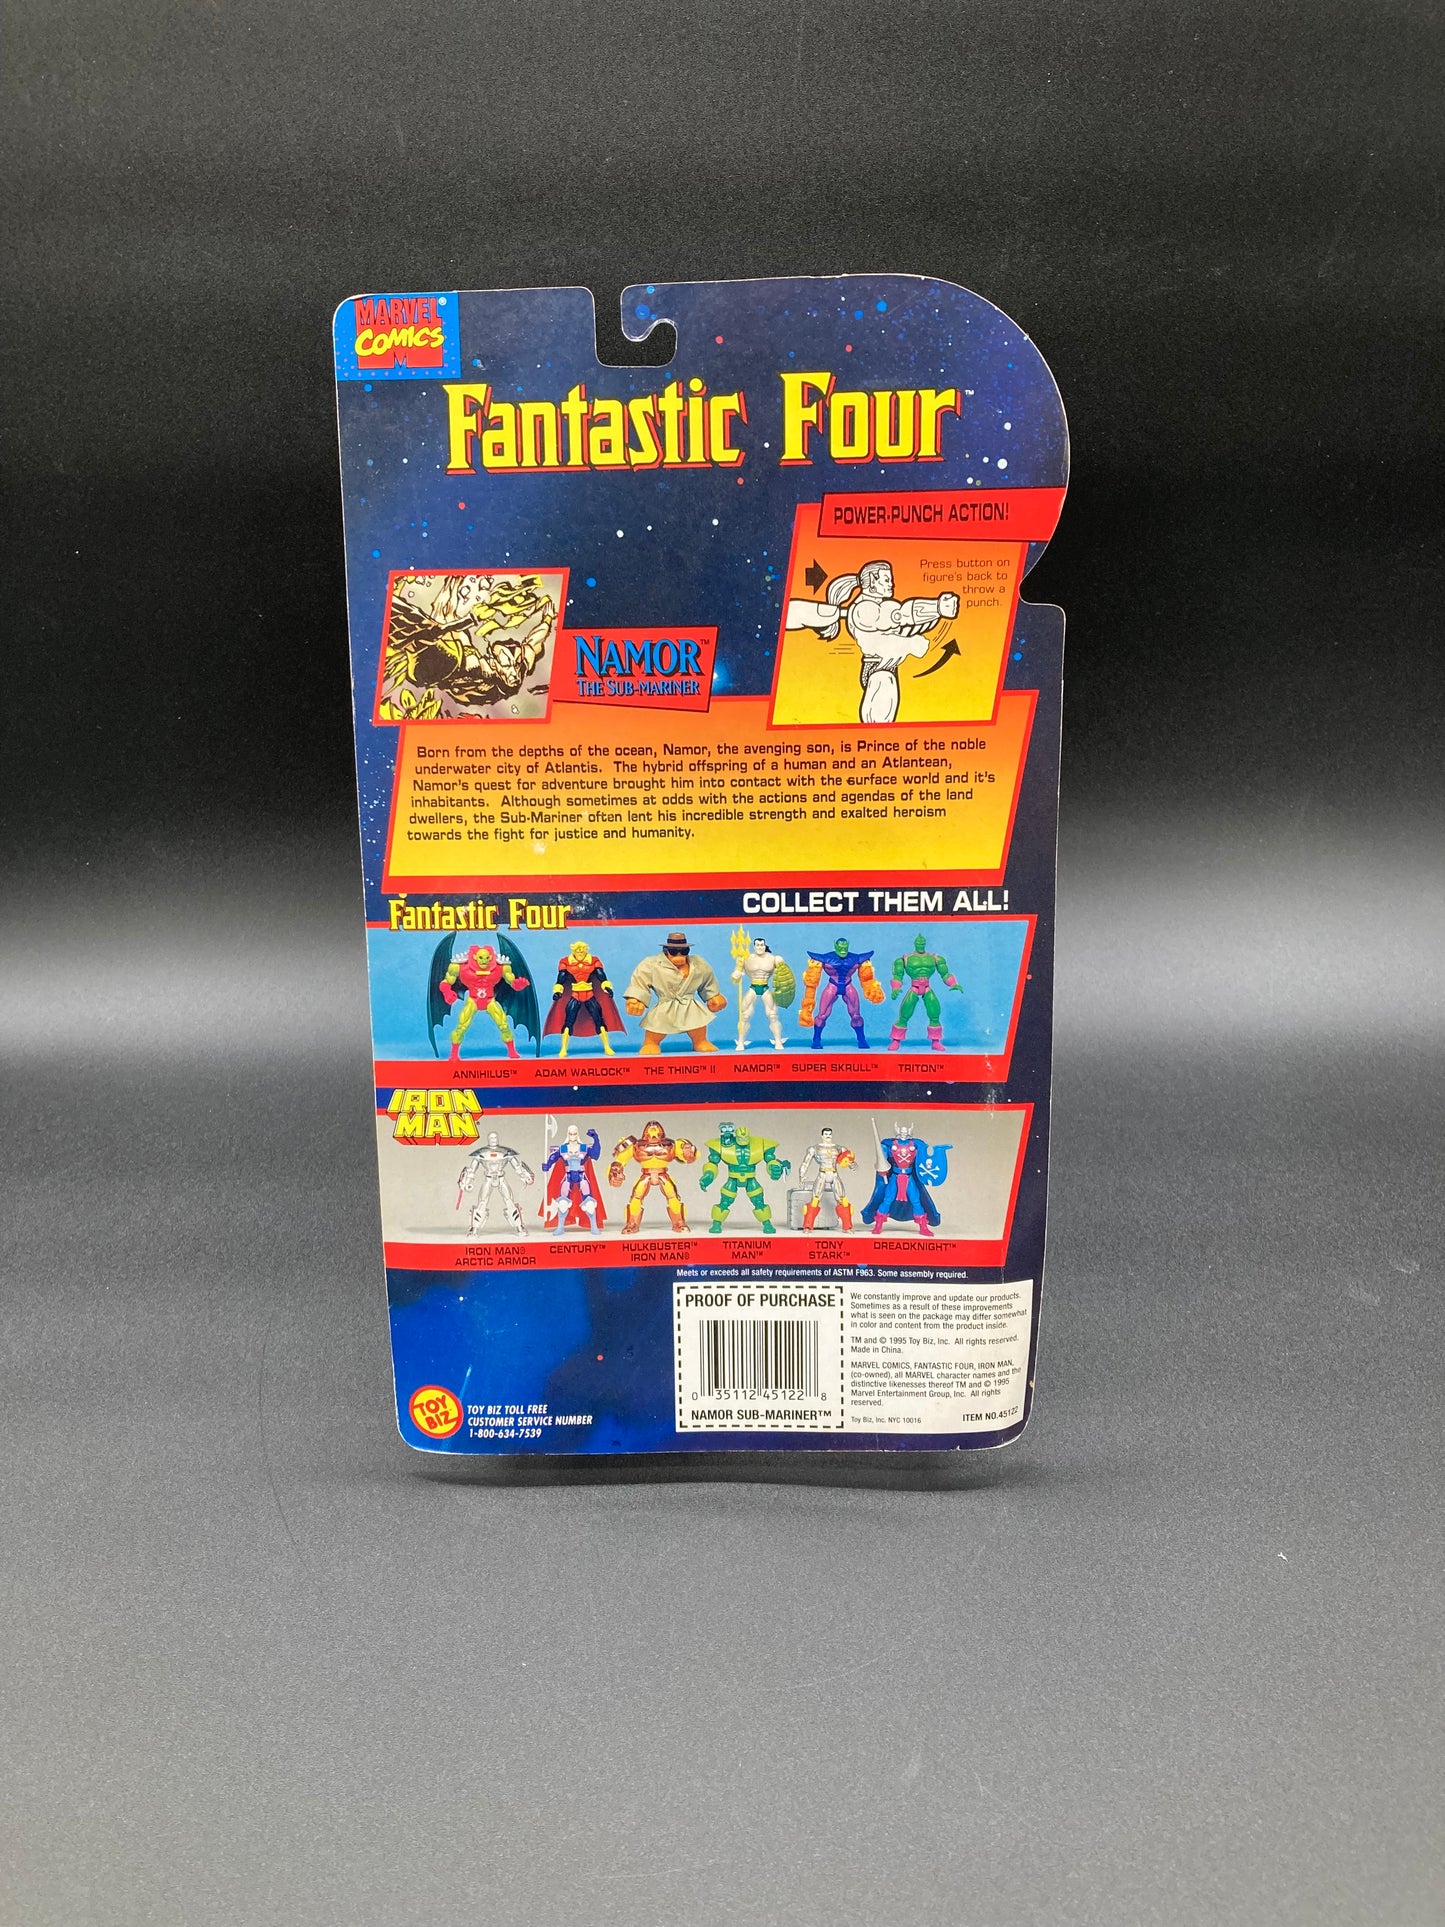 MARVEL®
COMICS
M
Fantastic Four™
POWER-PUNCH ACTION!
Press button on
figure's back to
throw a
punch.
NAMOR™
THE SUB-MARINER
Born from the depths of the ocean, Namor, the avenging son, is Prince of the noble
underwater city of Atlantis. The hybrid offspring of a human and an Atlantean,
Namor's quest for adventure brought him into contact with the surface world and it's
inhabitants. Although sometimes at odds with the actions and agendas of the land
dwellers, the Sub-Mariner often lent his incredible strength and exalted heroism
towards the fight for justice and humanity.
Fantastic Four™
COLLECT THEM ALL!
ANNIHILUS™ ADAM WARLOCK™ THE THING™ II NAMOR™ SUPER SKRULL™ TRITON™
IRON
MAN®
IRON MAN®
ARCTIC ARMOR
CENTURY™
HULKBUSTER™
IRON MAN®
TITANIUM
MAN™
TONY
STARK™
DREADKNIGHT™
Meets or exceeds all safety requirements of ASTM F963. Some assembly required.
PROOF OF PURCHASE
0 35112 45122 8
NAMOR SUB-MARINER™
We constantly improve and update our products.
Sometimes as a result of these improvements
what is seen on the package may differ somewhat
in color and content from the product inside.
TM and © 1995 Toy Biz, Inc. All rights reserved.
Made in China.
MARVEL COMICS, FANTASTIC FOUR, IRON MAN,
(co-owned), all MARVEL character names and the
distinctive likenesses thereof TM and © 1995
Marvel Entertainment Group, Inc. All rights
reserved.
Toy Biz, Inc. NYC 10016
ITEM NO.45122
TOY
BIZ
TOY BIZ TOLL FREE
CUSTOMER SERVICE NUMBER
1-800-634-7539